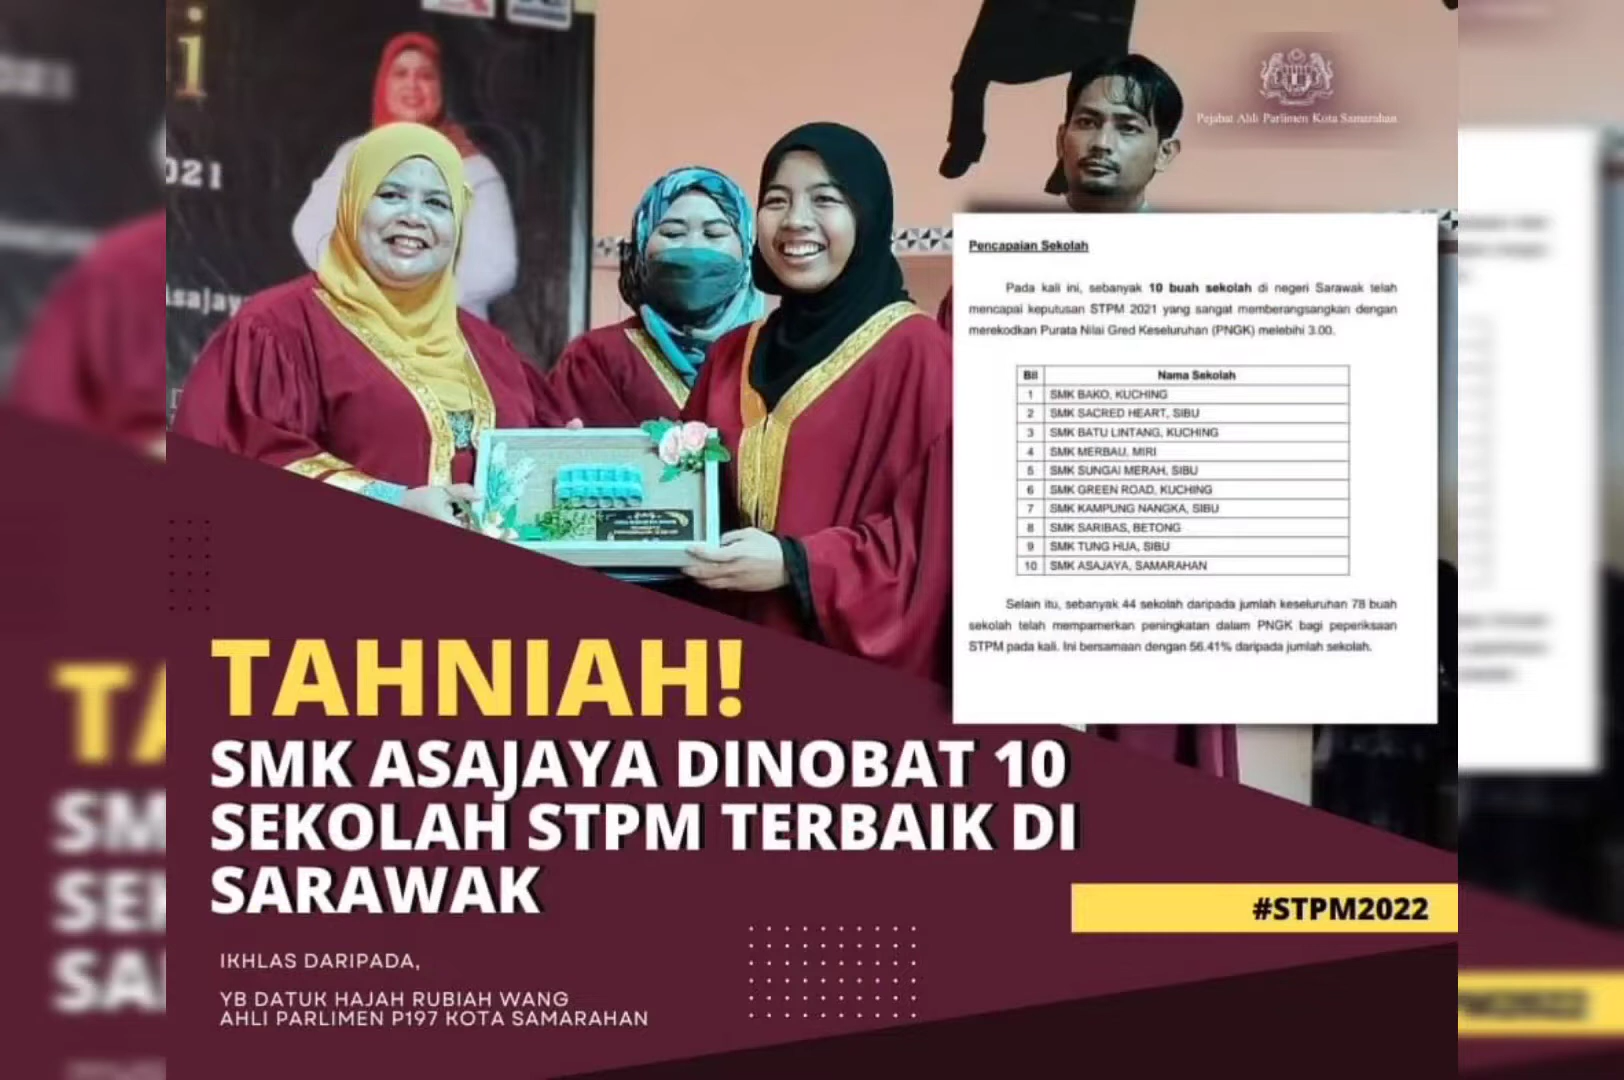 i
021
Asajaya
Pejabat Ahli Parlimen Kota Samarahan
Pencapaian Sekolah
Pada kali ini, sebanyak 10 buah sekolah di negeri Sarawak telah
mencapai keputusan STPM 2021 yang sangat memberangsangkan dengan
merekodkan Purata Nilai Gred Keseluruhan (PNGK) melebihi 3.00.
Bil Nama Sekolah
1 SMK BAKO, KUCHING
2 SMK SACRED HEART, SIBU
3 SMK BATU LINTANG, KUCHING
4 SMK MERBAU, MIRI
5 SMK SUNGAI MERAH, SIBU
6 SMK GREEN ROAD, KUCHING
7 SMK KAMPUNG NANGKA, SIBU
8 SMK SARIBAS, BETONG
9 SMK TUNG HUA, SIBU
10 SMK ASAJAYA, SAMARAHAN
Selain itu, sebanyak 44 sekolah daripada jumlah keseluruhan 78 buah
sekolah telah mempamerkan peningkatan dalam PNGK bagi peperiksaan
STPM pada kali. Ini bersamaan dengan 56.41% daripada jumlah sekolah.
TAHNIAH!
SMK ASAJAYA DINOBAT 10
SEKOLAH STPM TERBAIK DI
SARAWAK
#STPM2022
IKHLAS DARIPADA,
YB DATUK HAJAH RUBIAH WANG
AHLI PARLIMEN P197 KOTA SAMARAHAN